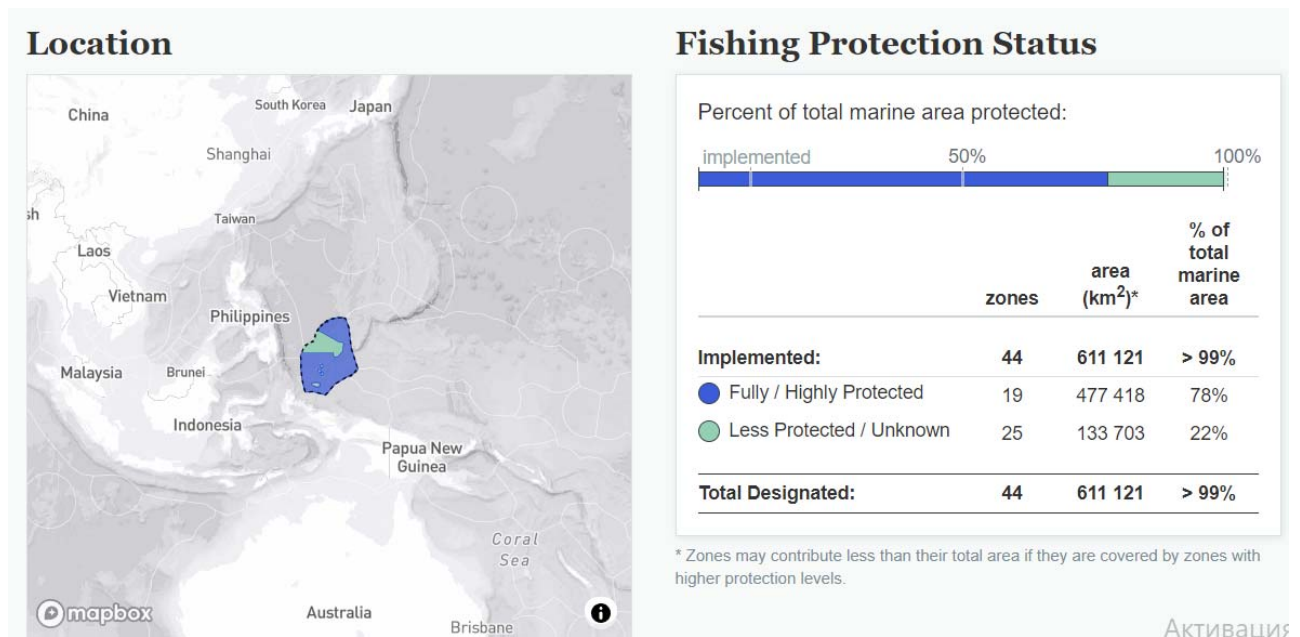 Location
China
South Korea
Japan
Shanghai
sh
Taiwan
Laos
Vietnam
Philippines
Malaysia
Brunei
Indonesia
Papua New
Guinea
Coral
Sea
Australia
Brisbane
mapbox
i
Fishing Protection Status
Percent of total marine area protected:
implemented 50% 100%
zones area (km²)* % of total marine area
Implemented: 44 611 121 > 99%
Fully / Highly Protected 19 477 418 78%
Less Protected / Unknown 25 133 703 22%
Total Designated: 44 611 121 > 99%
* Zones may contribute less than their total area if they are covered by zones with
higher protection levels.
Активация